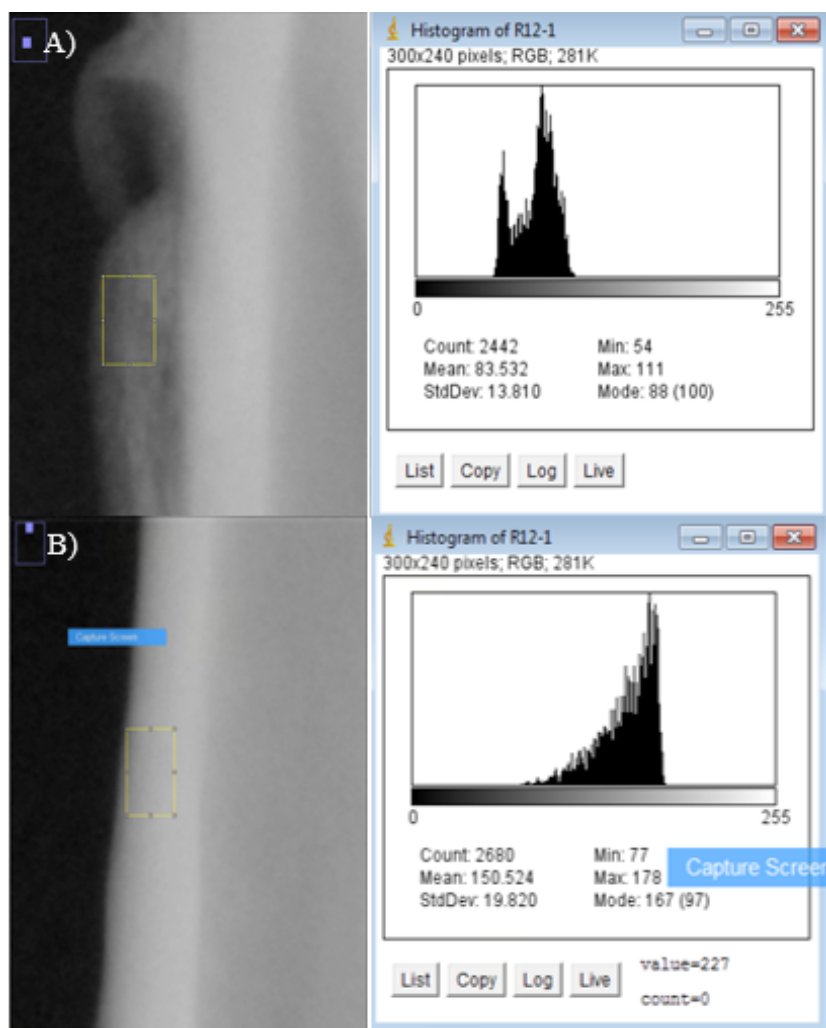 A)
Histogram of R12-1
300x240 pixels; RGB; 281K
0 255
Count: 2442 Min: 54
Mean: 83.532 Max: 111
StdDev: 13.810 Mode: 88 (100)
List Copy Log Live
B)
Capture Screen
Histogram of R12-1
300x240 pixels; RGB; 281K
0 255
Count: 2680 Min: 77
Mean: 150.524 Max: 178 Capture Screen
StdDev: 19.820 Mode: 167 (97)
List Copy Log Live value=227
count=0